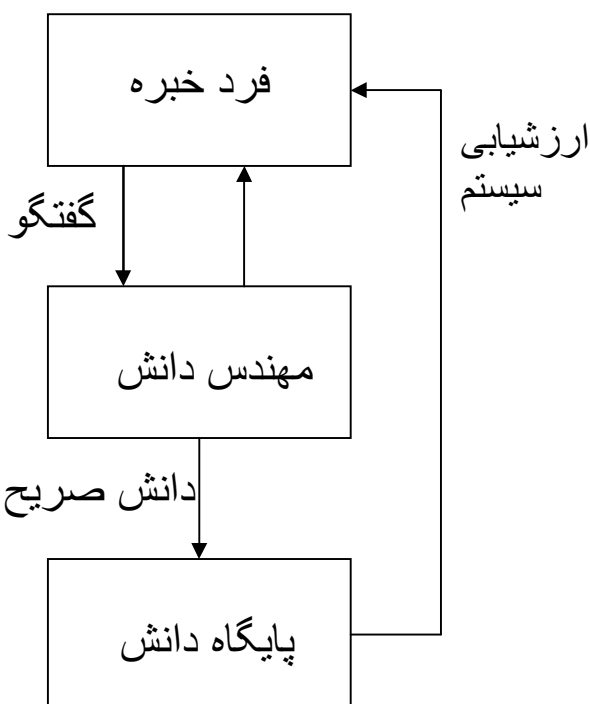 فرد خبره
ارزشیابی
سیستم
گفتگو
مهندس دانش
دانش صریح
پایگاه دانش